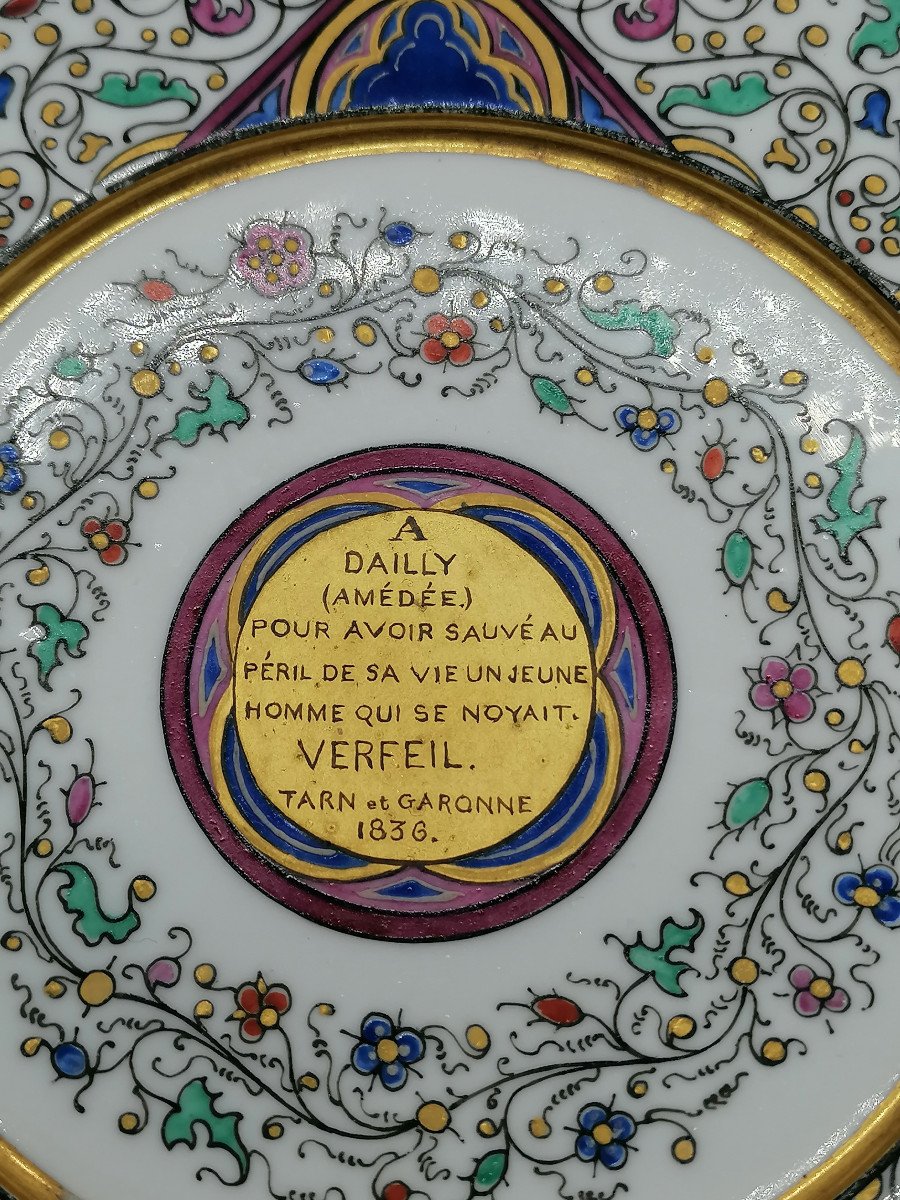 A
DAILLY
(AMÉDÉE.)
POUR AVOIR SAUVÉ AU
PÉRIL DE SA VIE UN JEUNE
HOMME QUI SE NOYAIT.
VERFEIL.
TARN et GARONNE
1836.